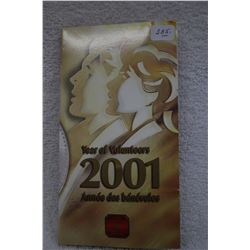 Year of Volunteers
2001
Année des bénévoles